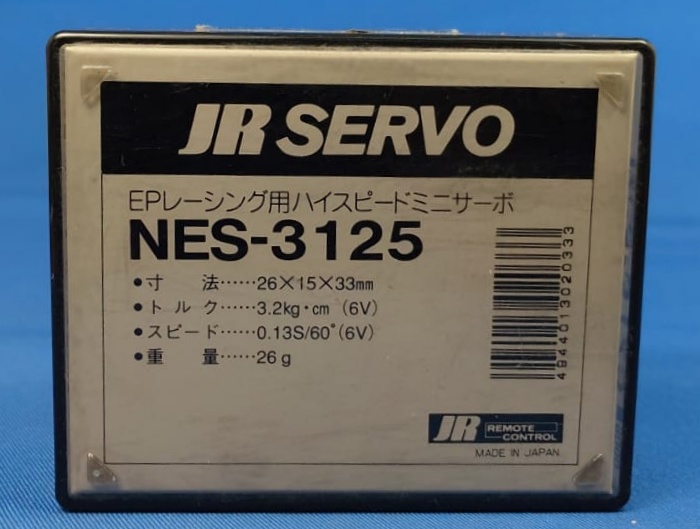 JR SERVO
EPレーシング用ハイスピードミニサーボ
NES-3125
●寸　法……26×15×33mm
●トルク……3.2kg・cm (6V)
●スピード……0.13S/60°(6V)
●重　量……26g
4944013020333
JR REMOTE CONTROL
MADE IN JAPAN